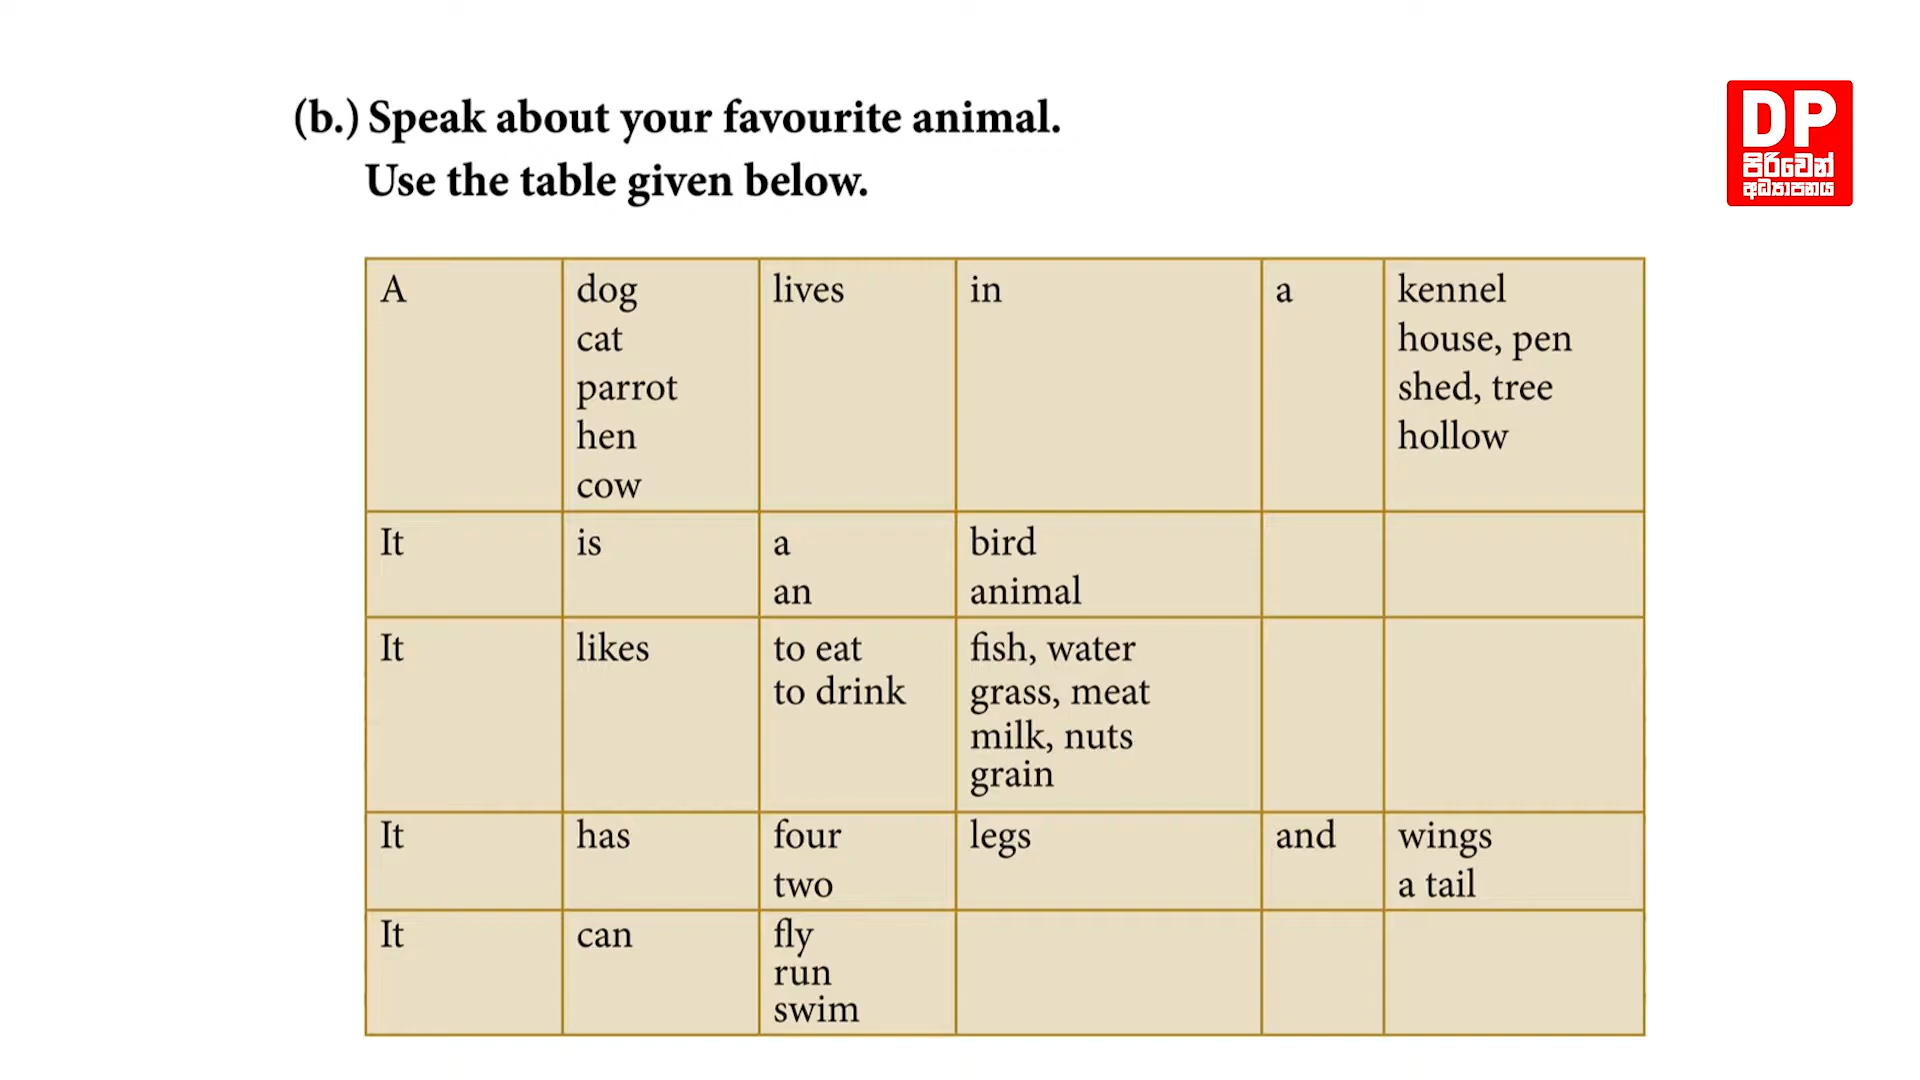 (b.) Speak about your favourite animal.
Use the table given below.
DP
පිරිවෙන්
අධ්‍යාපනය
A dog lives in a kennel
cat house, pen
parrot shed, tree
hen hollow
cow
It is a bird
an animal
It likes to eat fish, water
to drink grass, meat
milk, nuts
grain
It has four legs and wings
two a tail
It can fly
run
swim